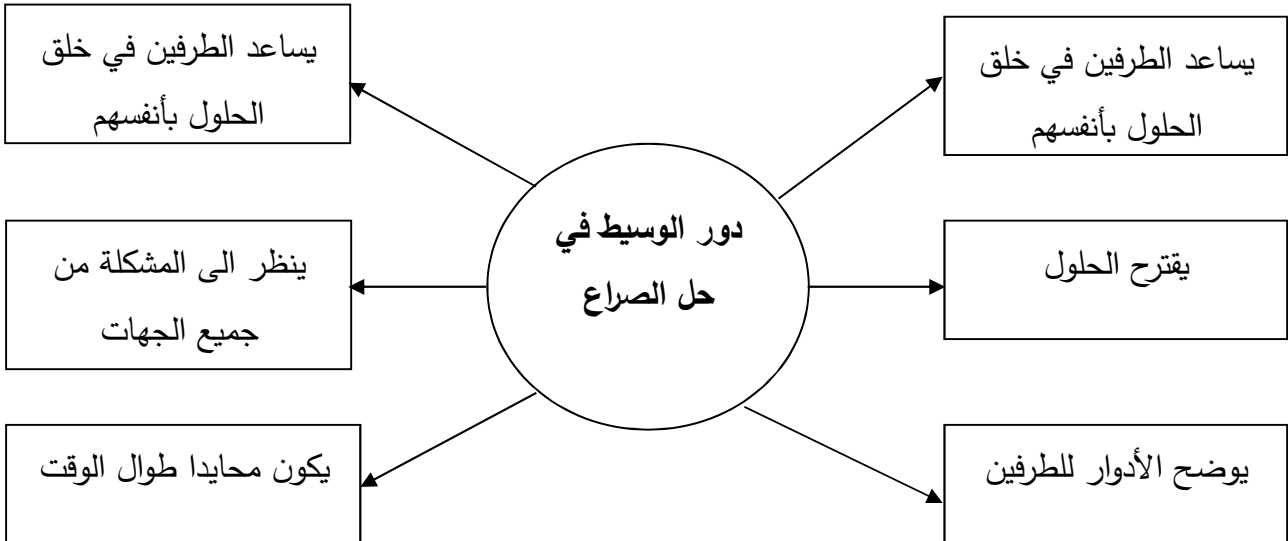 يساعد الطرفين في خلق
الحلول بأنفسهم
يساعد الطرفين في خلق
الحلول بأنفسهم
دور الوسيط في
حل الصراع
يقترح الحلول
ينظر الى المشكلة من
جميع الجهات
يوضح الأدوار للطرفين
يكون محايدا طوال الوقت